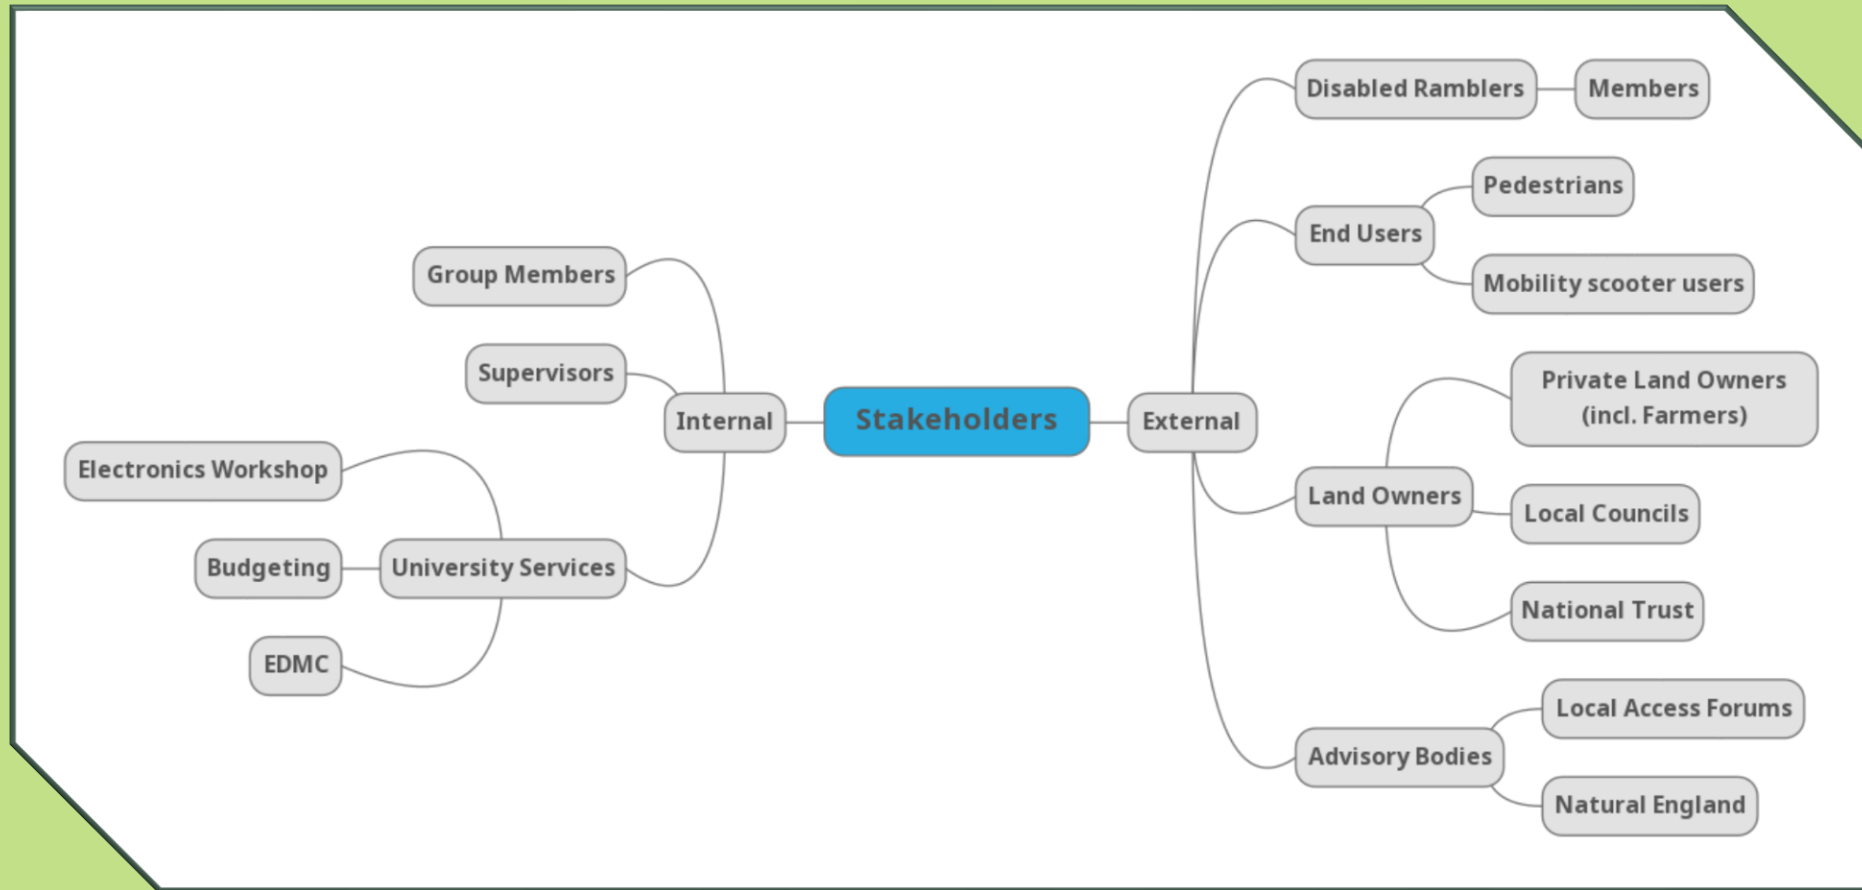 Stakeholders
Internal
Group Members
Supervisors
University Services
Electronics Workshop
Budgeting
EDMC
External
Disabled Ramblers
Members
End Users
Pedestrians
Mobility scooter users
Land Owners
Private Land Owners
(incl. Farmers)
Local Councils
National Trust
Advisory Bodies
Local Access Forums
Natural England